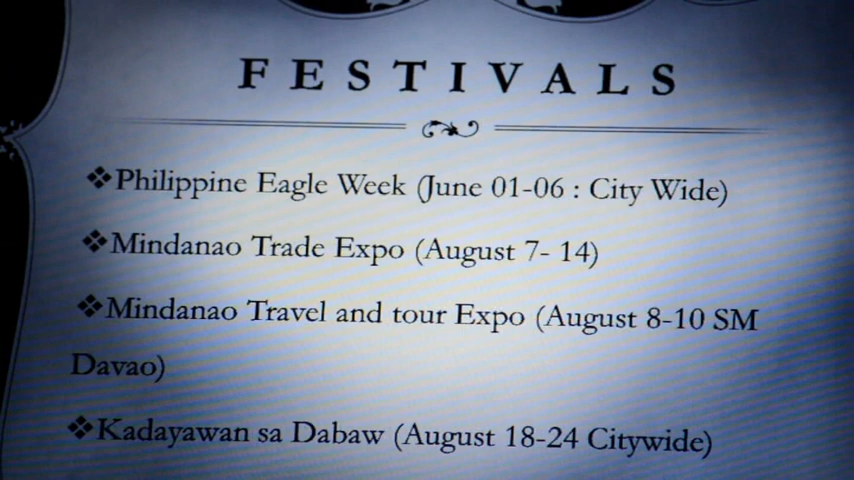 FESTIVALS
❖Philippine Eagle Week (June 01-06 : City Wide)
❖Mindanao Trade Expo (August 7- 14)
❖Mindanao Travel and tour Expo (August 8-10 SM
Davao)
❖Kadayawan sa Dabaw (August 18-24 Citywide)